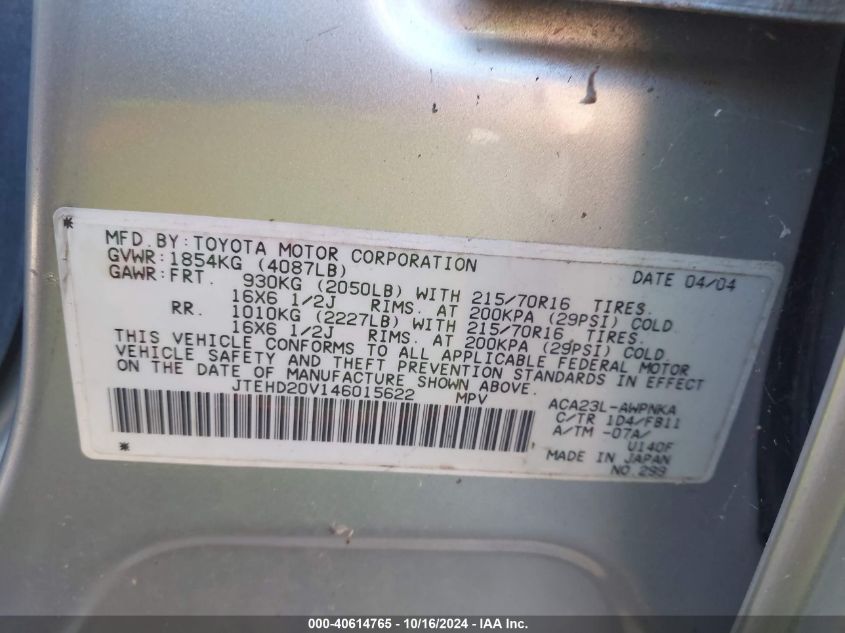 MFD. BY: TOYOTA MOTOR CORPORATION DATE 04/04
GVWR: 1854KG (4087LB)
GAWR: FRT. 930KG (2050LB) WITH 215/70R16 TIRES.
16X6 1/2J RIMS. AT 200KPA (29PSI) COLD
RR. 1010KG (2227LB) WITH 215/70R16 TIRES.
16X6 1/2J RIMS. AT 200KPA (29PSI) COLD
THIS VEHICLE CONFORMS TO ALL APPLICABLE FEDERAL MOTOR
VEHICLE SAFETY AND THEFT PREVENTION STANDARDS IN EFFECT
ON THE DATE OF MANUFACTURE SHOWN ABOVE.
JTEHD20V146015622 MPV
ACA23L-AWPNKA
C/TR 1D4/FB11
A/TM -07A/
U140F
MADE IN JAPAN
NO.299
000-40614765 - 10/16/2024 - IAA Inc.